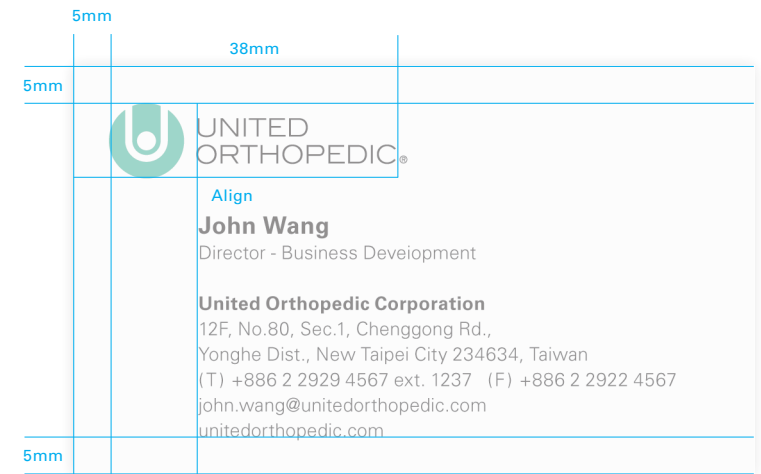 5mm
38mm
5mm
UNITED
ORTHOPEDIC®
Align
John Wang
Director - Business Deveiopment
United Orthopedic Corporation
12F, No.80, Sec.1, Chenggong Rd.,
Yonghe Dist., New Taipei City 234634, Taiwan
(T) +886 2 2929 4567 ext. 1237 (F) +886 2 2922 4567
john.wang@unitedorthopedic.com
unitedorthopedic.com
5mm